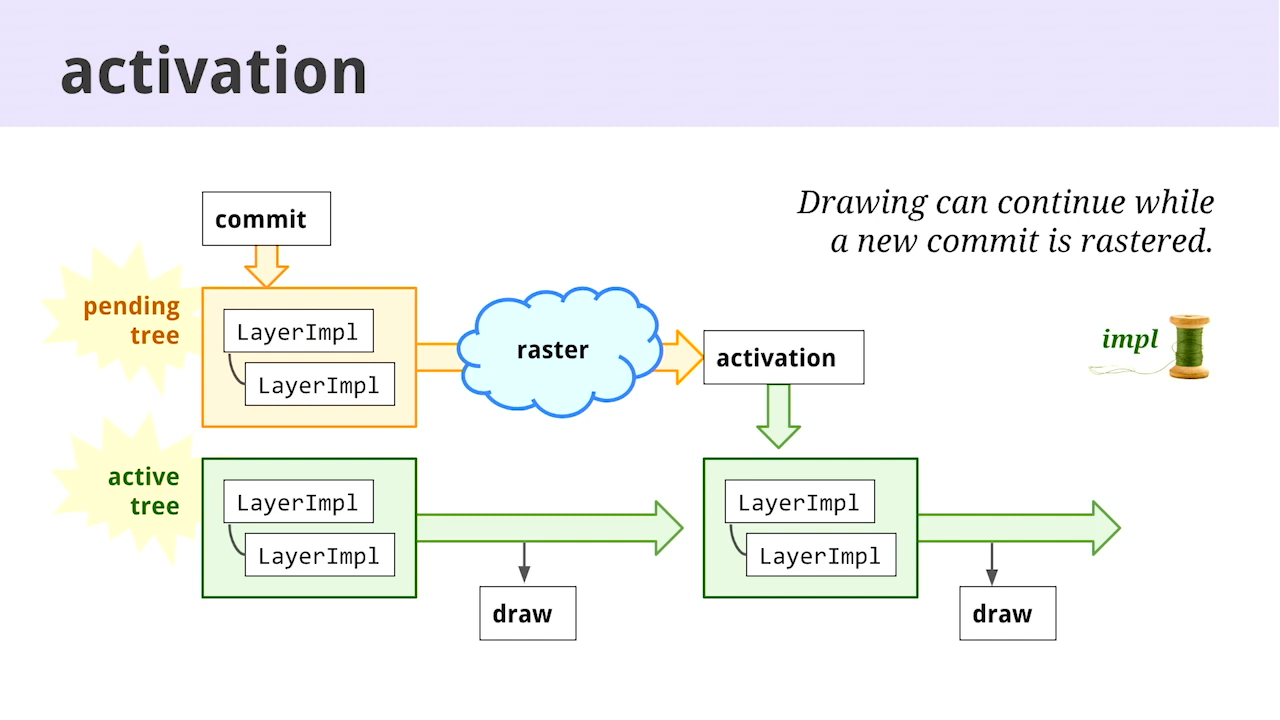 activation
commit
Drawing can continue while
a new commit is rastered.
pending
tree
LayerImpl
LayerImpl
raster
activation
impl
active
tree
LayerImpl
LayerImpl
LayerImpl
LayerImpl
draw
draw